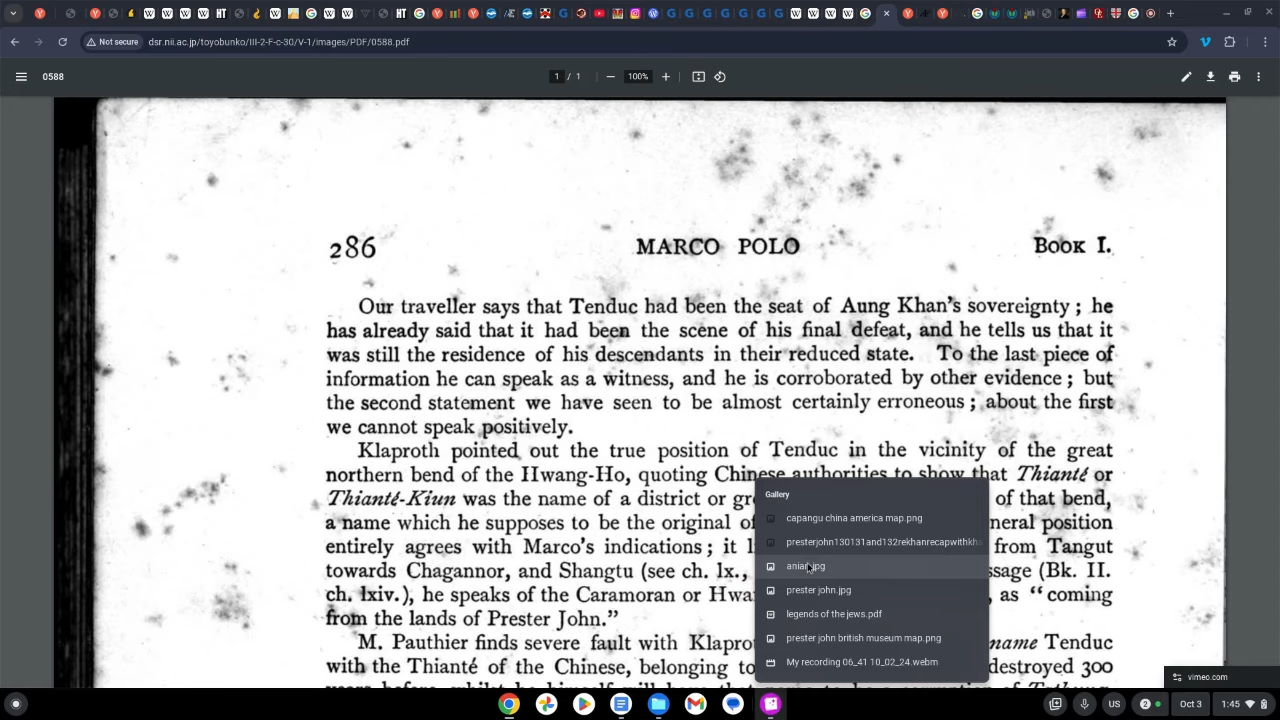 Not secure
dsr.nii.ac.jp/toyobunko/III-2-F-c-30/V-1/images/PDF/0588.pdf
0588
1 / 1
100%
286 MARCO POLO BOOK I.
Our traveller says that Tenduc had been the seat of Aung Khan's sovereignty ; he
has already said that it had been the scene of his final defeat, and he tells us that it
was still the residence of his descendants in their reduced state. To the last piece of
information he can speak as a witness, and he is corroborated by other evidence ; but
the second statement we have seen to be almost certainly erroneous ; about the first
we cannot speak positively.
Klaproth pointed out the true position of Tenduc in the vicinity of the great
northern bend of the Hwang-Ho, quoting Chinese authorities to show that Thianté or
Thianté-Kiun was the name of a district or of that bend,
a name which he supposes to be the original of position
entirely agrees with Marco's indications ; it from Tangut
towards Chagannor, and Shangtu (see ch. lx., (Bk. II.
ch. lxiv.), he speaks of the Caramoran or as "coming
from the lands of Prester John."
M. Pauthier finds severe fault with name Tenduc
with the Thianté of the Chinese, belonging to 300
Gallery
capangu china america map.png
presterjohn130131and132rekhanrecapwithkh
prester john.jpg
legends of the jews.pdf
prester john british museum map.png
My recording 06_41 10_02_24.webm
vimeo.com
US
2
Oct 3
1:45